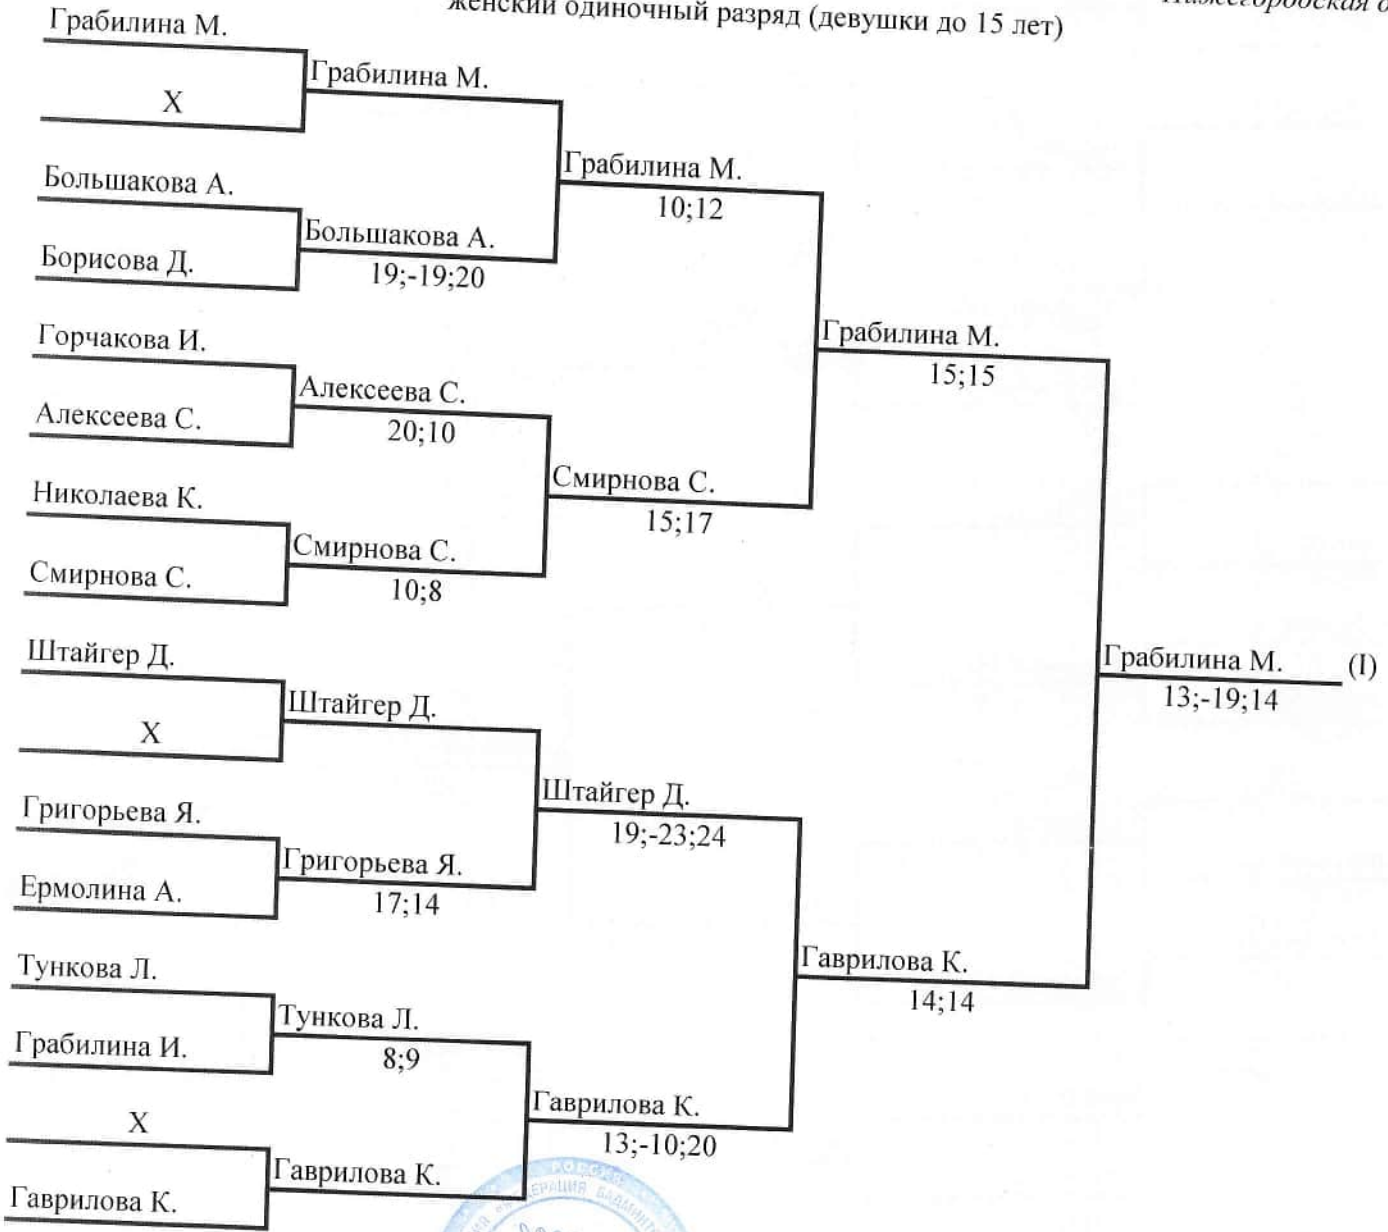 женский одиночный разряд (девушки до 15 лет)
Грабилина М.
Х
Большакова А.
Борисова Д.
Горчакова И.
Алексеева С.
Николаева К.
Смирнова С.
Штайгер Д.
Х
Григорьева Я.
Ермолина А.
Тункова Л.
Грабилина И.
Х
Гаврилова К.
Грабилина М.
Большакова А.
19;-19;20
Алексеева С.
20;10
Смирнова С.
10;8
Штайгер Д.
Григорьева Я.
17;14
Тункова Л.
8;9
Гаврилова К.
Грабилина М.
10;12
Смирнова С.
15;17
Штайгер Д.
19;-23;24
Гаврилова К.
13;-10;20
Грабилина М.
15;15
Гаврилова К.
14;14
Грабилина М. (I)
13;-19;14
РОССИЯ